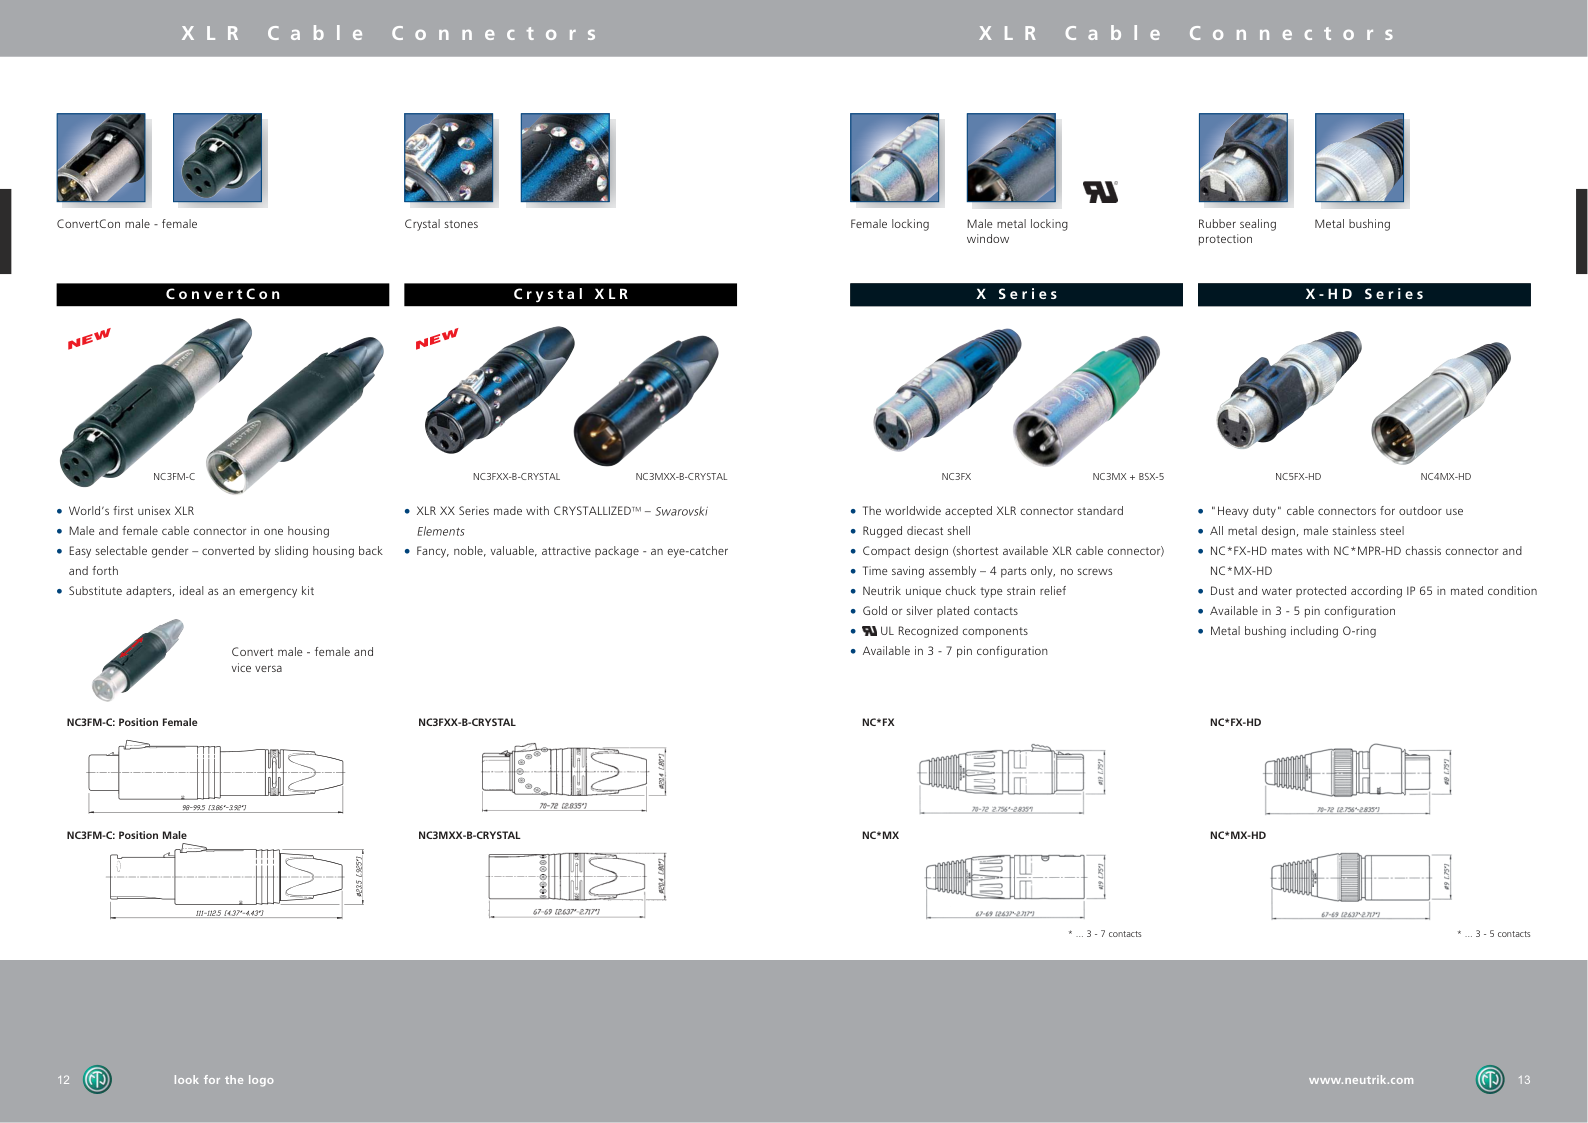 XLR Cable Connectors
XLR Cable Connectors
ConvertCon male - female
Crystal stones
Female locking
Male metal locking
window
Rubber sealing
protection
Metal bushing
ConvertCon
NEW
NC3FM-C
• World's first unisex XLR
• Male and female cable connector in one housing
• Easy selectable gender – converted by sliding housing back
and forth
• Substitute adapters, ideal as an emergency kit
Convert male - female and
vice versa
NC3FM-C: Position Female
98-99.5 [3.86"-3.92"]
NC3FM-C: Position Male
ø23.5 [.925"]
111-112.5 [4.37"-4.43"]
Crystal XLR
NEW
NC3FXX-B-CRYSTAL
NC3MXX-B-CRYSTAL
• XLR XX Series made with CRYSTALLIZED™ – Swarovski
Elements
• Fancy, noble, valuable, attractive package - an eye-catcher
NC3FXX-B-CRYSTAL
ø20.4 [.80"]
70-72 [2.835"]
NC3MXX-B-CRYSTAL
ø20.4 [.80"]
67-69 [2.637"-2.717"]
X Series
NC3FX
NC3MX + BSX-5
• The worldwide accepted XLR connector standard
• Rugged diecast shell
• Compact design (shortest available XLR cable connector)
• Time saving assembly – 4 parts only, no screws
• Neutrik unique chuck type strain relief
• Gold or silver plated contacts
• UL Recognized components
• Available in 3 - 7 pin configuration
NC*FX
70-72 2.756"-2.835"]
NC*MX
ø19 [.75"]
67-69 [2.637"-2.717"]
* ... 3 - 7 contacts
X-HD Series
NC5FX-HD
NC4MX-HD
• "Heavy duty" cable connectors for outdoor use
• All metal design, male stainless steel
• NC*FX-HD mates with NC*MPR-HD chassis connector and
NC*MX-HD
• Dust and water protected according IP 65 in mated condition
• Available in 3 - 5 pin configuration
• Metal bushing including O-ring
NC*FX-HD
70-72 [2.756"-2.835"]
NC*MX-HD
67-69 [2.637"-2.717"]
* ... 3 - 5 contacts
12
look for the logo
www.neutrik.com
13